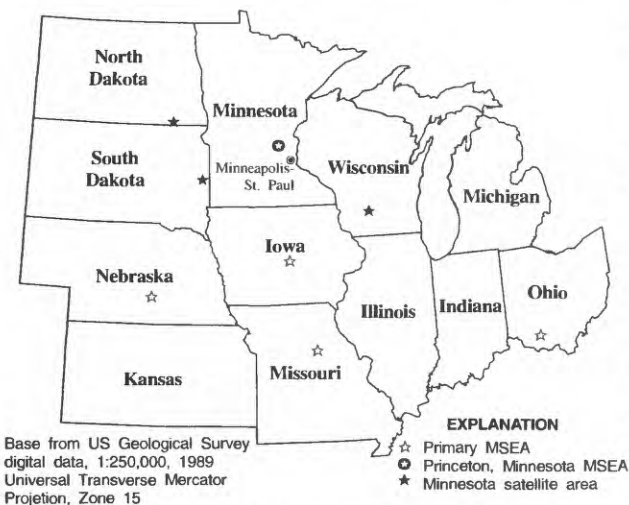 North
Dakota
Minnesota
South
Dakota
Minneapolis-
St. Paul
Wisconsin
Michigan
Iowa
Nebraska
Illinois
Indiana
Ohio
Kansas
Missouri
Base from US Geological Survey
digital data, 1:250,000, 1989
Universal Transverse Mercator
Projetion, Zone 15
EXPLANATION
Primary MSEA
Princeton, Minnesota MSEA
Minnesota satellite area